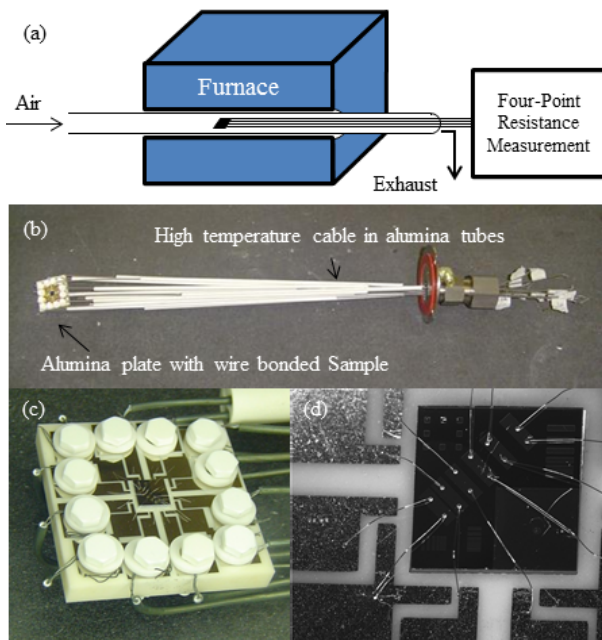 (a)
Furnace
Air
Four-Point
Resistance
Measurement
Exhaust
(b)
High temperature cable in alumina tubes
Alumina plate with wire bonded Sample
(c)
(d)